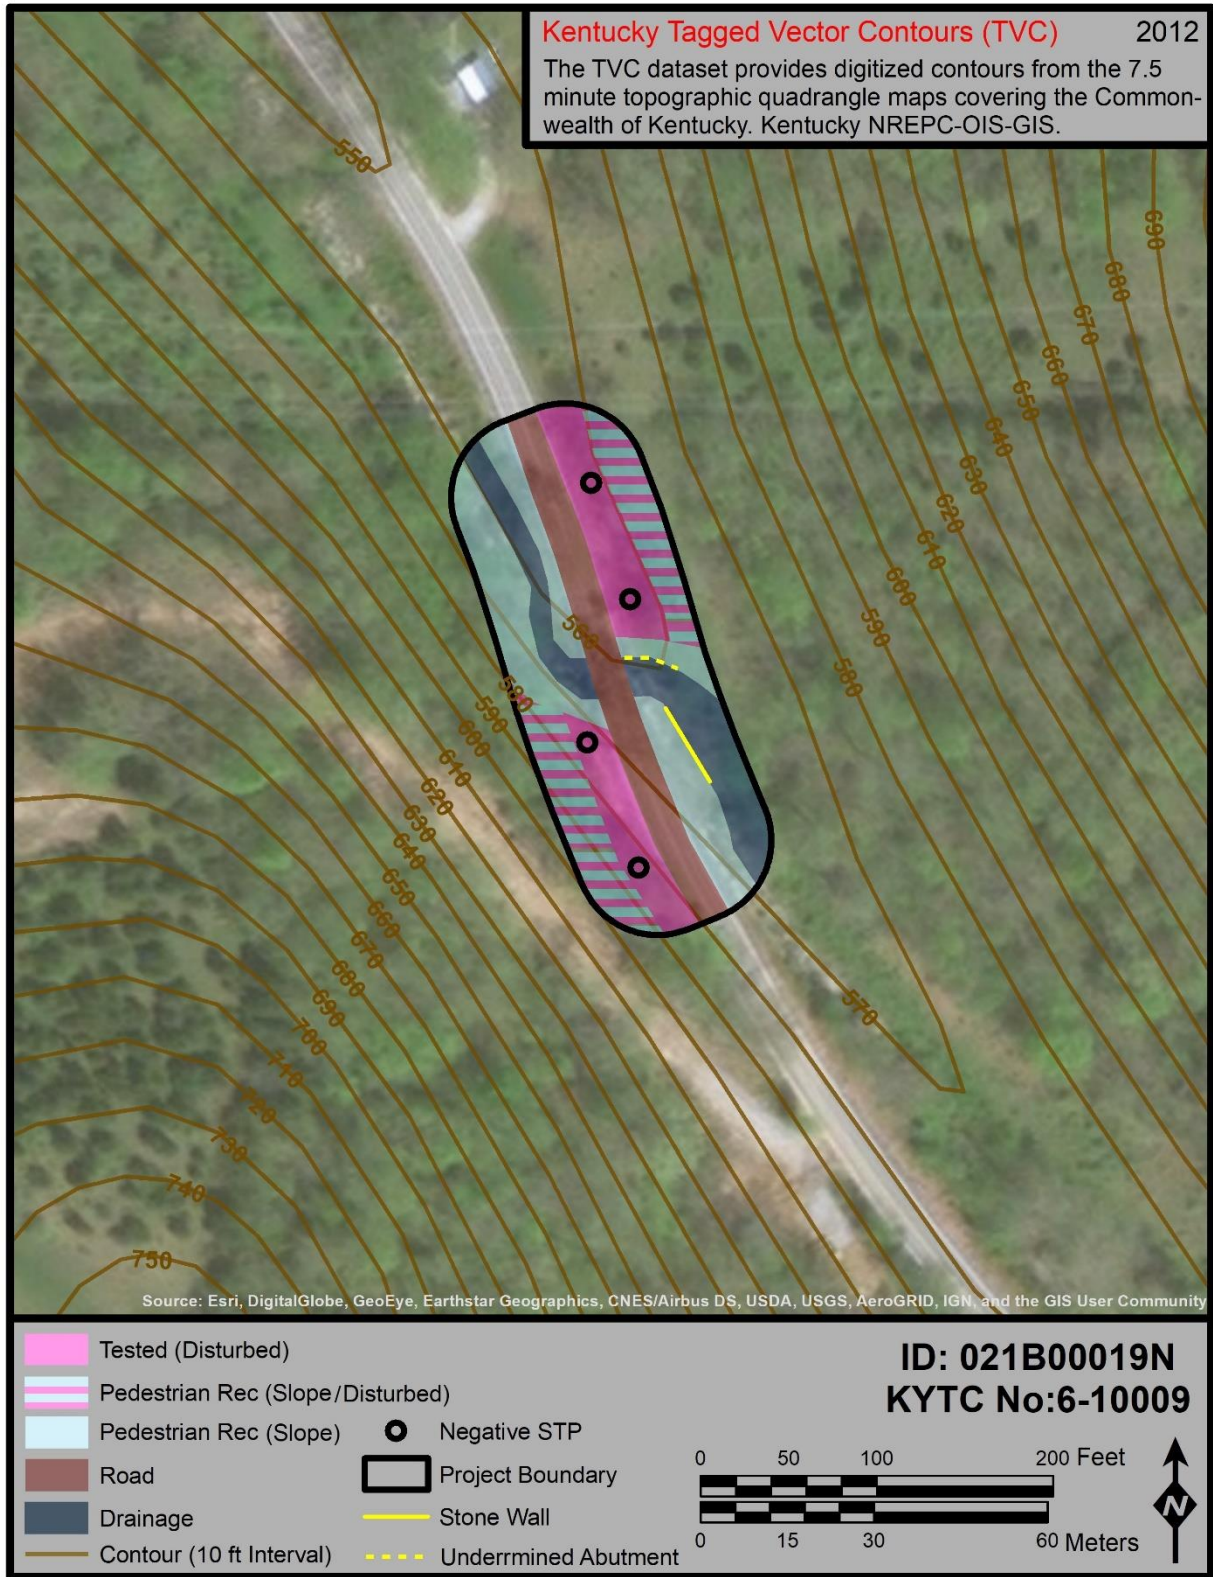 Kentucky Tagged Vector Contours (TVC) 2012
The TVC dataset provides digitized contours from the 7.5
minute topographic quadrangle maps covering the Common-
wealth of Kentucky. Kentucky NREPC-OIS-GIS.
550
690
680
670
660
650
640
630
620
610
600
590
580
560
580
590
600
610
620
630
640
650
660
670
680
690
700
710
720
730
740
750
570
Source: Esri, DigitalGlobe, GeoEye, Earthstar Geographics, CNES/Airbus DS, USDA, USGS, AeroGRID, IGN, and the GIS User Community
Tested (Disturbed)
Pedestrian Rec (Slope/Disturbed)
Pedestrian Rec (Slope)
Road
Drainage
Contour (10 ft Interval)
Negative STP
Project Boundary
Stone Wall
Underrmined Abutment
ID: 021B00019N
KYTC No:6-10009
0 50 100 200 Feet
0 15 30 60 Meters
N